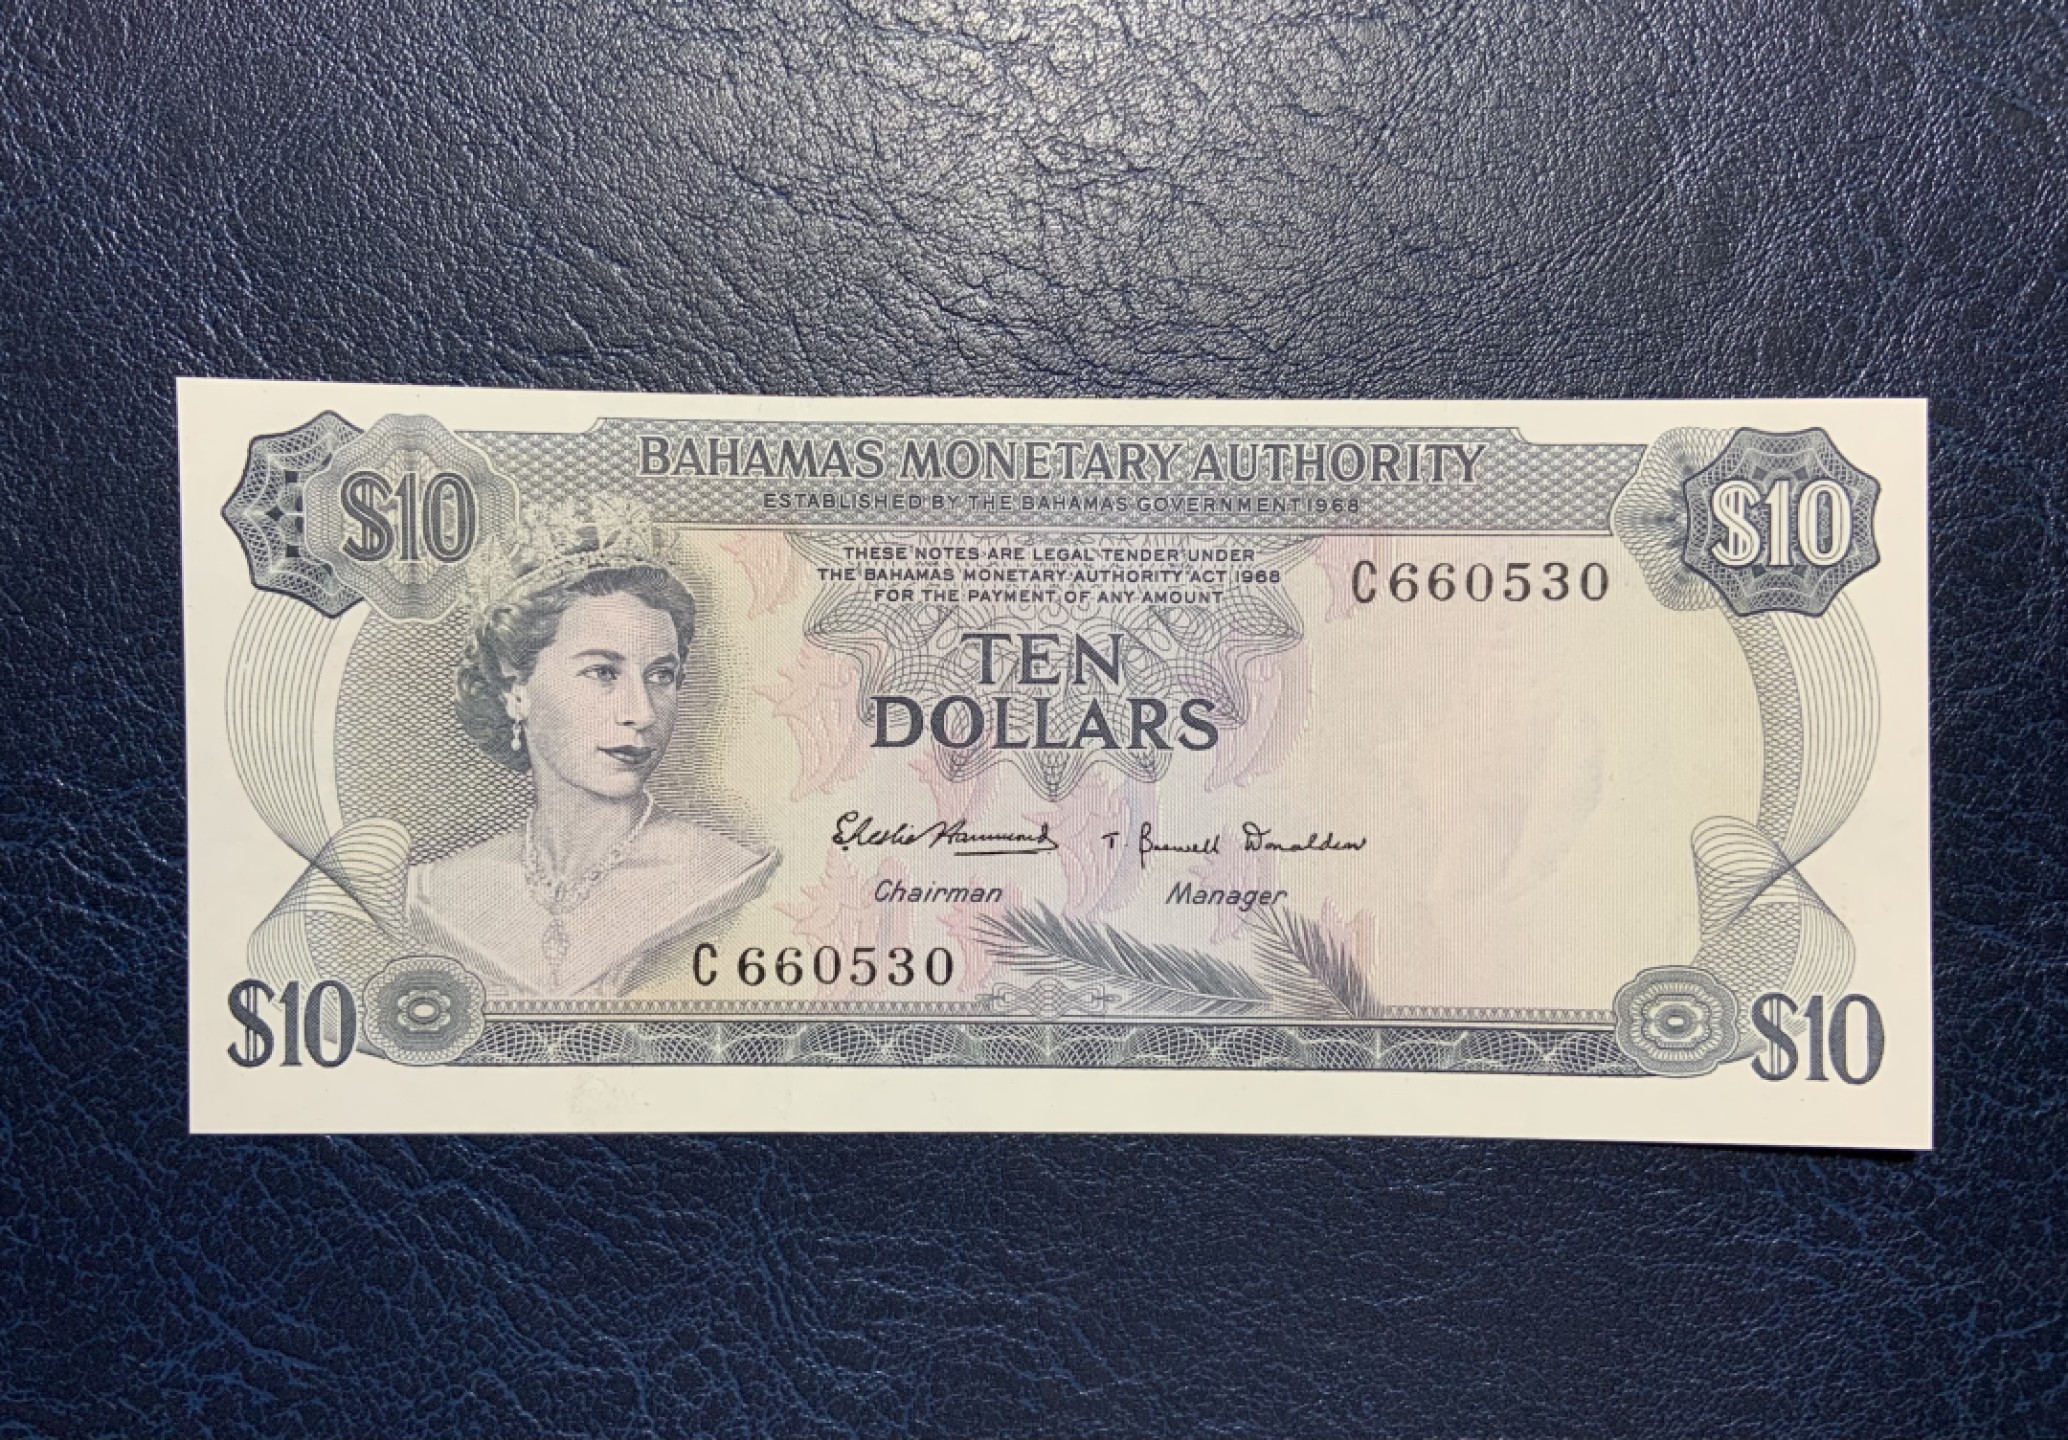 $10
BAHAMAS MONETARY AUTHORITY
$10
ESTABLISHED BY THE BAHAMAS GOVERNMENT 1968
THESE NOTES ARE LEGAL TENDER UNDER
THE BAHAMAS MONETARY AUTHORITY ACT 1968
FOR THE PAYMENT OF ANY AMOUNT
C660530
TEN
DOLLARS
T. Donaldson
Chairman Manager
C660530
$10
$10